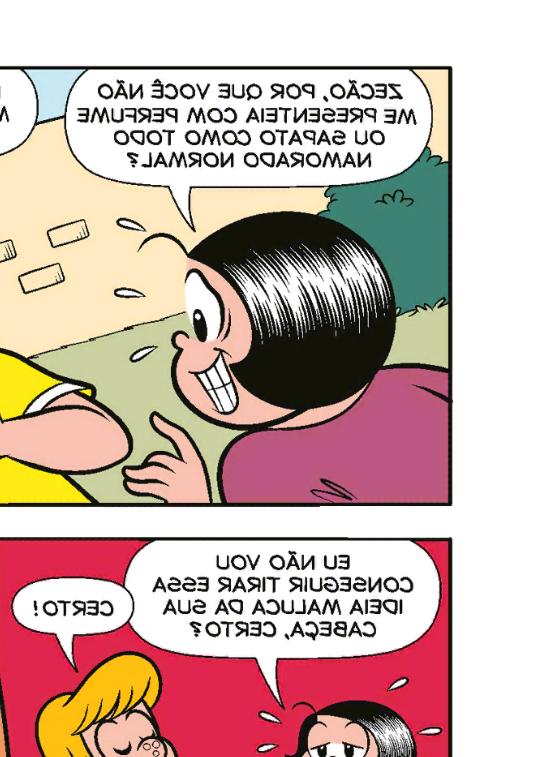 ZECÃO, POR QUE VOCÊ NÃO
ME PRESENTEIA COM PERFUME
OU SAPATO COMO TODO
NAMORADO NORMAL?
EU NÃO VOU
CONSEGUIR TIRAR ESSA
IDEIA MALUCA DA SUA
CABEÇA, CERTO?
CERTO!